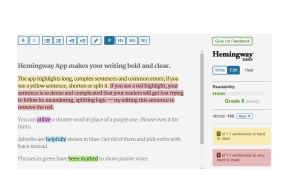 B I
H1 H2 H3
Hemingway App makes your writing bold and clear.
The app highlights long, complex sentences and common errors; if you
see a yellow sentence, shorten or split it. If you see a red highlight, your
sentence is so dense and complicated that your readers will get lost trying
to follow its meandering, splitting logic — try editing this sentence to
remove the red.
You can utilize a shorter word in place of a purple one. Mouse over it for
hints.
Adverbs are helpfully shown in blue. Get rid of them and pick verbs with
force instead.
Phrases in green have been marked to show passive voice.
Give Us Feedback
Hemingway
Editor
Write Edit Help
Readability
Grade 6
Words: 133 More
of 11 sentences is hard
to read
of 11 sentences is very
hard to read